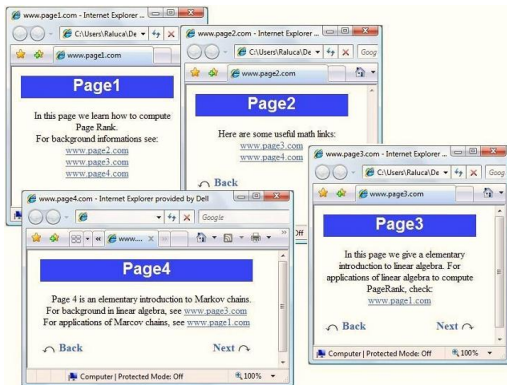 www.page1.com - Internet Explorer ...
C:\Users\Raluca\De
www.page1.com
Page1
In this page we learn how to compute
Page Rank.
For background informations see:
www.page2.com
www.page3.com
www.page4.com
www.page2.com - Internet Explorer ...
C:\Users\Raluca\De
Goog
www.page2.com
Page2
Here are some useful math links:
www.page3.com
www.page4.com
Back
Off
www.page3.com - Internet Explorer ...
C:\Users\Raluca\De
Goog
www.page3.com
Page3
In this page we give a elementary
introduction to linear algebra. For
applications of linear algebra to compute
PageRank, check:
www.page1.com
Back
Next
Computer | Protected Mode: Off
100%
www.page4.com - Internet Explorer provided by Dell
Google
www....
Page4
Page 4 is an elementary introduction to Markov chains.
For background in linear algebra, see www.page3.com
For applications of Marcov chains, see www.page1.com
Back
Next
Computer | Protected Mode: Off
100%